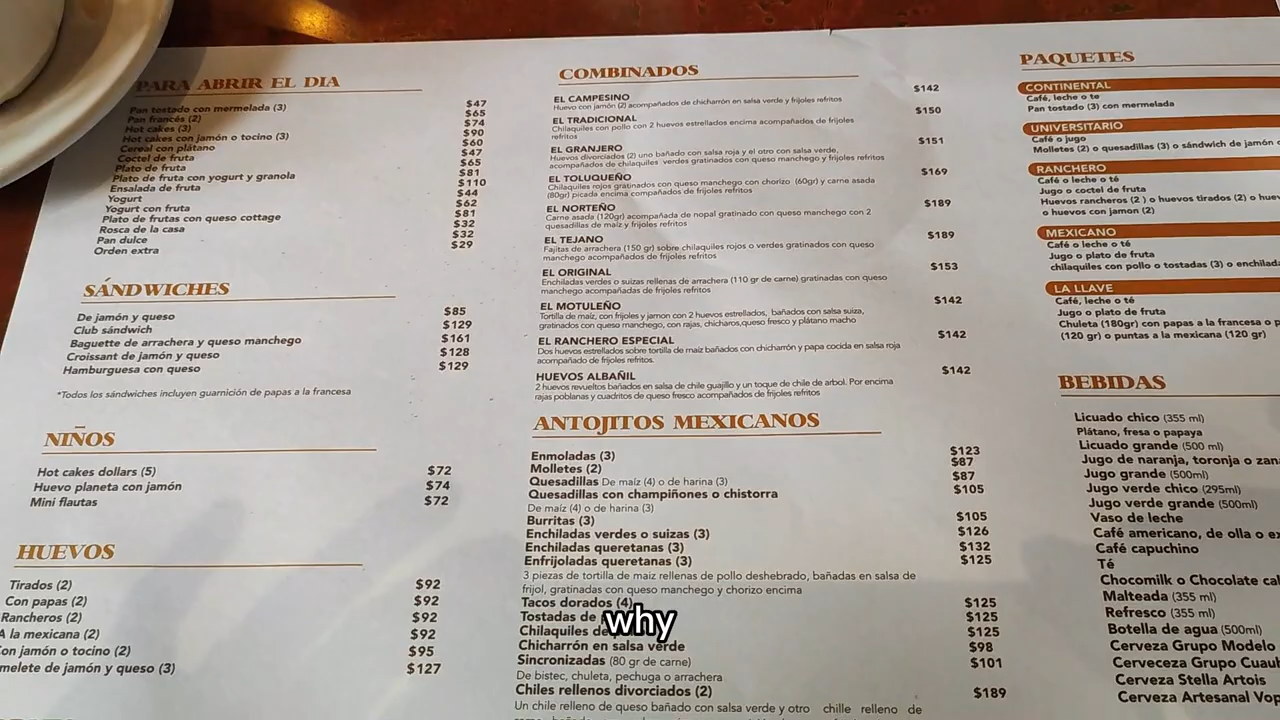 PARA ABRIR EL DIA
Pan tostado con mermelada (3) $47
Pan francés (2) $65
Hot cakes (3) $74
Hot cakes con jamón o tocino (3) $90
Cereal con plátano $60
Coctel de fruta $47
Plato de fruta $65
Plato de fruta con yogurt y granola $81
Ensalada de fruta $110
Yogurt $44
Yogurt con fruta $62
Plato de frutas con queso cottage $81
Rosca de la casa $32
Pan dulce $32
Orden extra $29
SÁNDWICHES
De jamón y queso $85
Club sándwich $129
Baguette de arrachera y queso manchego $161
Croissant de jamón y queso $128
Hamburguesa con queso $129
*Todos los sándwiches incluyen guarnición de papas a la francesa
NIÑOS
Hot cakes dollars (5) $72
Huevo planeta con jamón $74
Mini flautas $72
HUEVOS
Tirados (2) $92
Con papas (2) $92
Rancheros (2) $92
A la mexicana (2) $92
Con jamón o tocino (2) $95
melete de jamón y queso (3) $127
COMBINADOS
EL CAMPESINO $142
Huevo con jamón (2) acompañados de chicharrón en salsa verde y frijoles refritos
EL TRADICIONAL $150
Chilaquiles con pollo con 2 huevos estrellados encima acompañados de frijoles
refritos
EL GRANJERO $151
Huevos divorciados (2) uno bañado con salsa roja y el otro con salsa verde,
acompañados de chilaquiles verdes gratinados con queso manchego y frijoles refritos
EL TOLUQUEÑO $169
Chilaquiles rojos gratinados con queso manchego con chorizo (60gr) y carne asada
(80gr) picada encima compañados de frijoles refritos
EL NORTEÑO $189
Carne asada (120gr) acompañada de nopal gratinado con queso manchego con 2
quesadillas de maíz y frijoles refritos
EL TEJANO $189
Fajitas de arrachera (150 gr) sobre chilaquiles rojos o verdes gratinados con queso
manchego acompañados de frijoles refritos
EL ORIGINAL $153
Enchiladas verdes o suizas rellenas de arrachera (110 gr de carne) gratinadas con queso
manchego acompañadas de frijoles refritos
EL MOTULEÑO $142
Tortilla de maíz, con frijoles y jamon con 2 huevos estrellados, bañados con salsa suiza,
gratinados con queso manchego, con rajas, chicharos,queso fresco y plátano macho
EL RANCHERO ESPECIAL $142
Dos huevos estrellados sobre tortilla de maíz bañados con chicharrón y papa cocida en salsa roja
acompañado de frijoles refritos.
HUEVOS ALBAÑIL $142
2 huevos revueltos bañados en salsa de chile guajillo y un toque de chile de arbol. Por encima
rajas poblanas y cuadritos de queso fresco acompañados de frijoles refritos
ANTOJITOS MEXICANOS
Enmoladas (3) $123
Molletes (2) $87
Quesadillas De maíz (4) o de harina (3) $87
Quesadillas con champiñones o chistorra $105
De maíz (4) o de harina (3)
Burritas (3) $105
Enchiladas verdes o suizas (3) $126
Enchiladas queretanas (3) $132
Enfrijoladas queretanas (3) $125
3 piezas de tortilla de maiz rellenas de pollo deshebrado, bañadas en salsa de
frijol, gratinadas con queso manchego y chorizo encima
Tacos dorados (4) $125
Tostadas de $125
Chilaquiles de $125
Chicharrón en salsa verde $98
Sincronizadas (80 gr de carne) $101
De bistec, chuleta, pechuga o arrachera
Chiles rellenos divorciados (2) $189
Un chile relleno de queso bañado con salsa verde y otro chille relleno de
why
PAQUETES
CONTINENTAL
Café, leche o te
Pan tostado (3) con mermelada
UNIVERSITARIO
Café o jugo
Molletes (2) o quesadillas (3) o sándwich de jamón
RANCHERO
Café o leche o té
Jugo o coctel de fruta
Huevos rancheros (2 ) o huevos tirados (2) o hue
o huevos con jamon (2)
MEXICANO
Café o leche o té
Jugo o plato de fruta
chilaquiles con pollo o tostadas (3) o enchilad
LA LLAVE
Café, leche o té
Jugo o plato de fruta
Chuleta (180gr) con papas a la francesa o p
(120 gr) o puntas a la mexicana (120 gr)
BEBIDAS
Licuado chico (355 ml)
Plátano, fresa o papaya
Licuado grande (500 ml)
Jugo de naranja, toronja o zan
Jugo grande (500ml)
Jugo verde chico (295ml)
Jugo verde grande (500ml)
Vaso de leche
Café americano, de olla o ex
Café capuchino
Té
Chocomilk o Chocolate cal
Malteada (355 ml)
Refresco (355 ml)
Botella de agua (500ml)
Cerveza Grupo Modelo
Cerveceza Grupo Cuauh
Cerveza Stella Artois
Cerveza Artesanal Vop